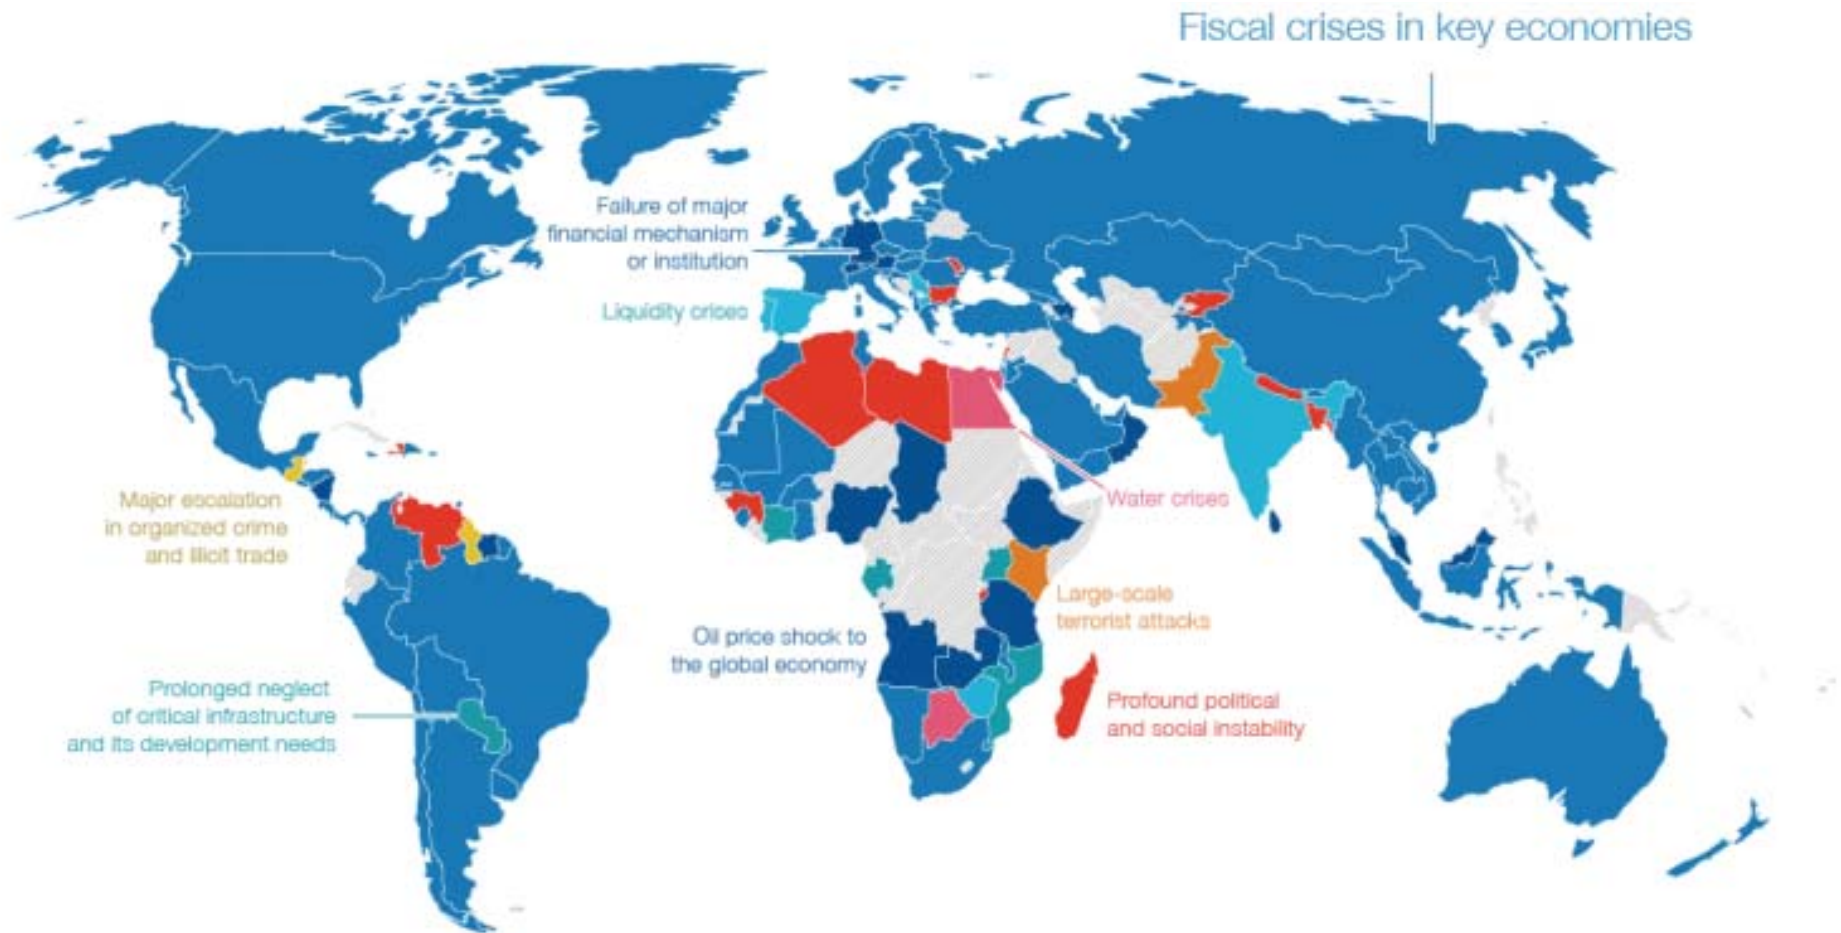 Fiscal crises in key economies
Failure of major
financial mechanism
or institution
Liquidity crises
Major escalation
in organized crime
and illicit trade
Water crises
Large-scale
terrorist attacks
Oil price shock to
the global economy
Prolonged neglect
of critical infrastructure
and its development needs
Profound political
and social instability